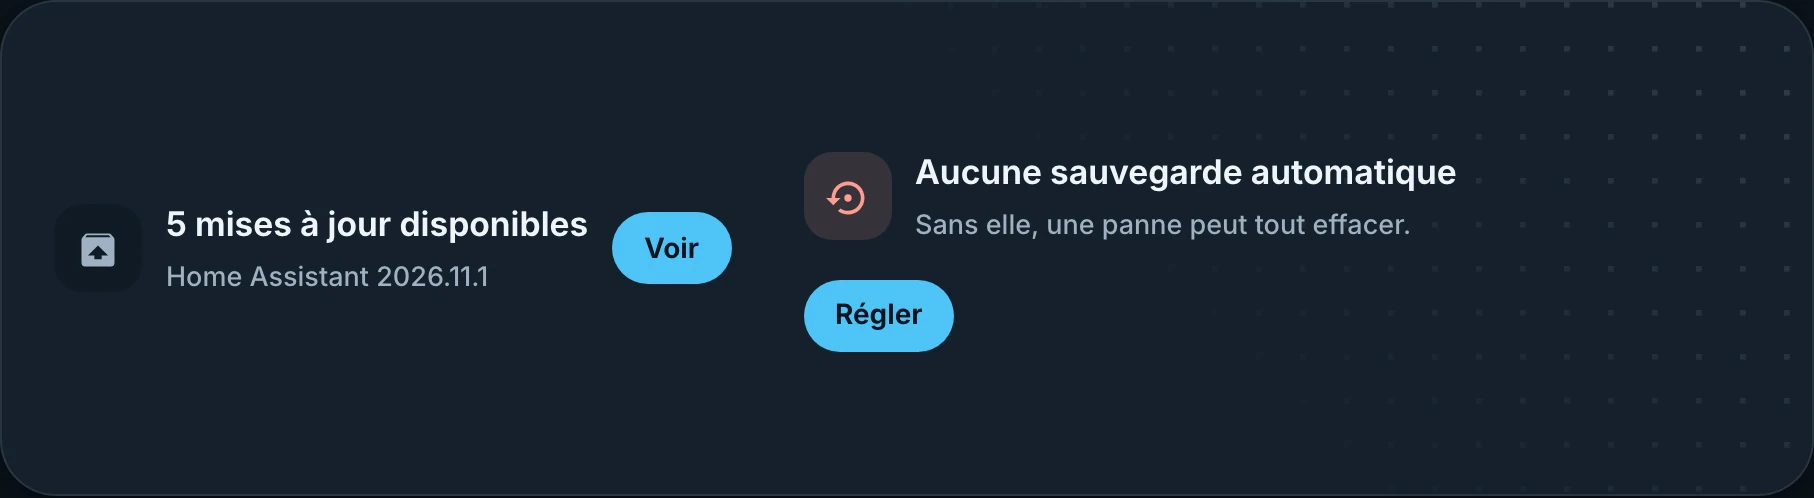 5 mises à jour disponibles
Home Assistant 2026.11.1
Voir
Aucune sauvegarde automatique
Sans elle, une panne peut tout effacer.
Régler